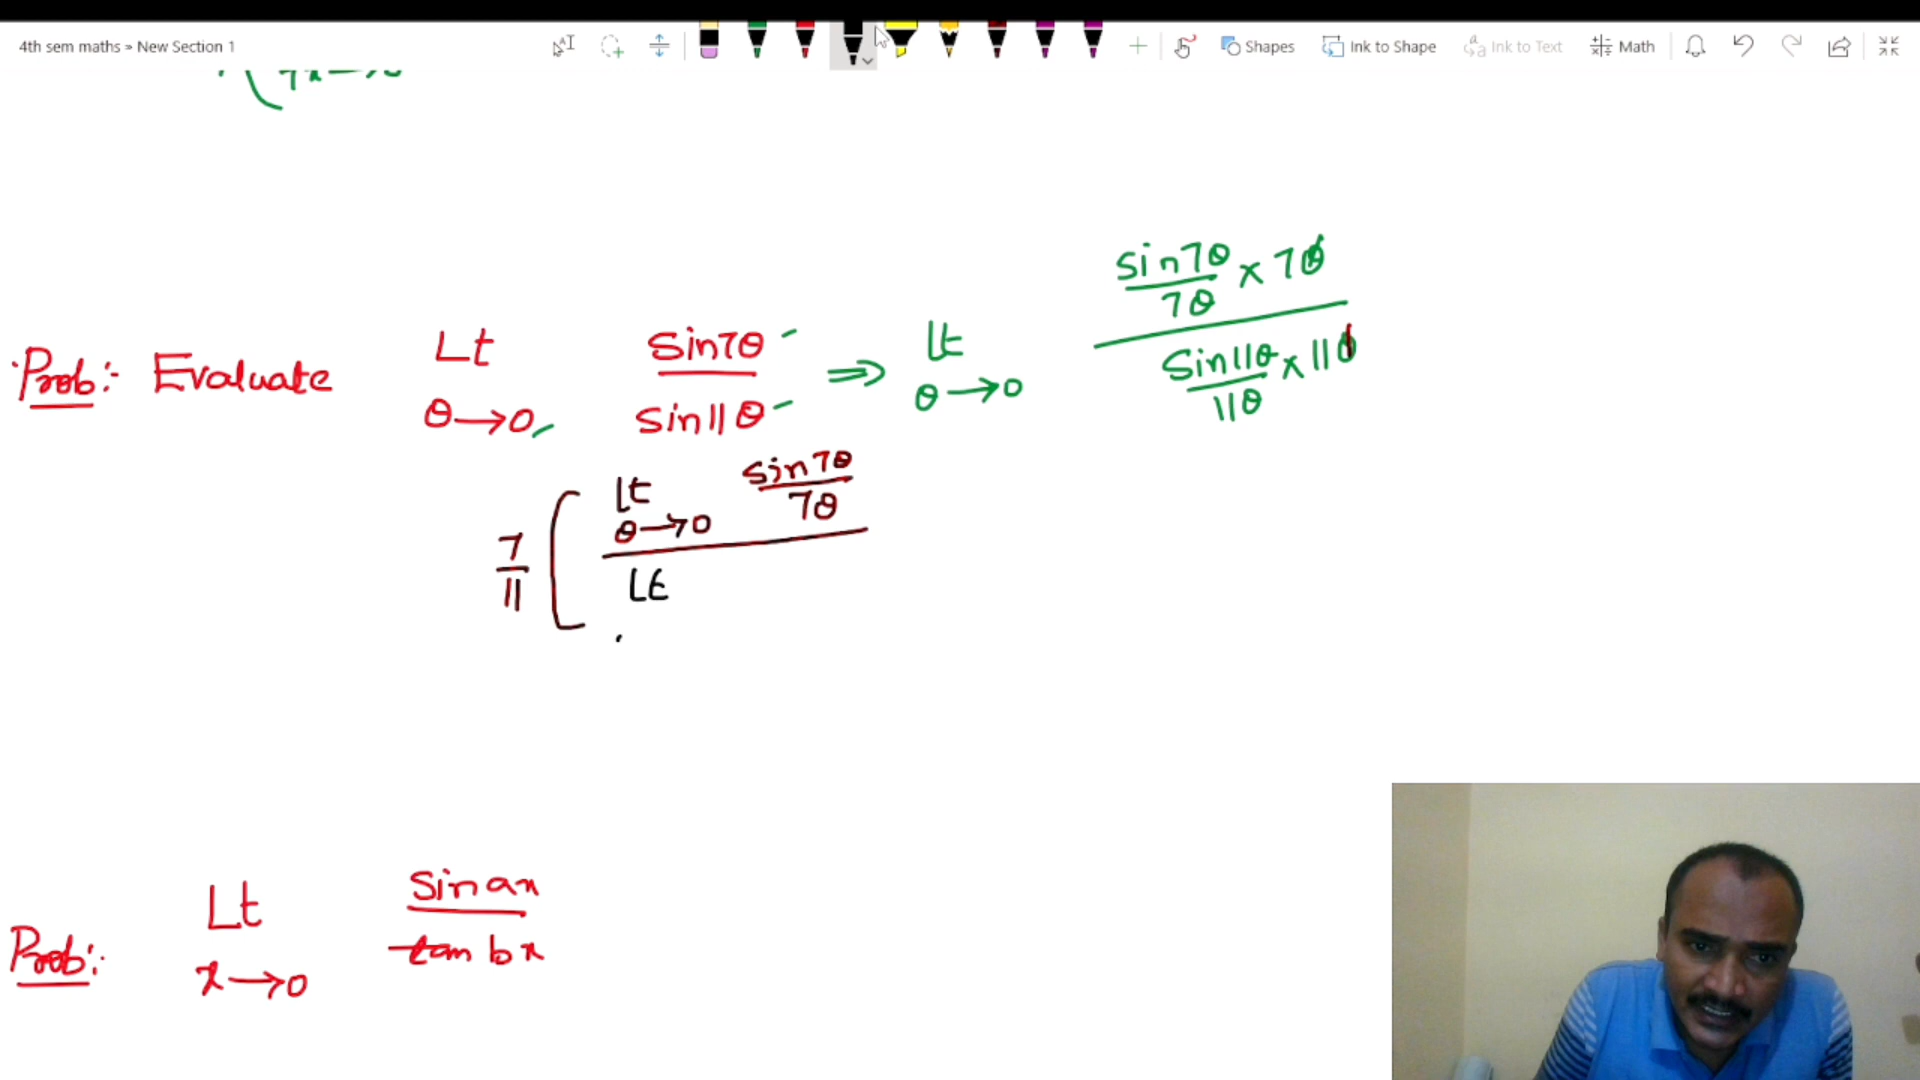 4th sem maths » New Section 1
Shapes Ink to Shape Ink to Text Math
Prob:- Evaluate Lt θ→0 sin7θ / sin11θ ⇒ lt θ→0 (sin7θ/7θ × 7θ) / (sin11θ/11θ × 11θ)
7/11 [ lt θ→0 sin7θ/7θ / Lt
Prob:- Lt x→0 sin ax / tan bx